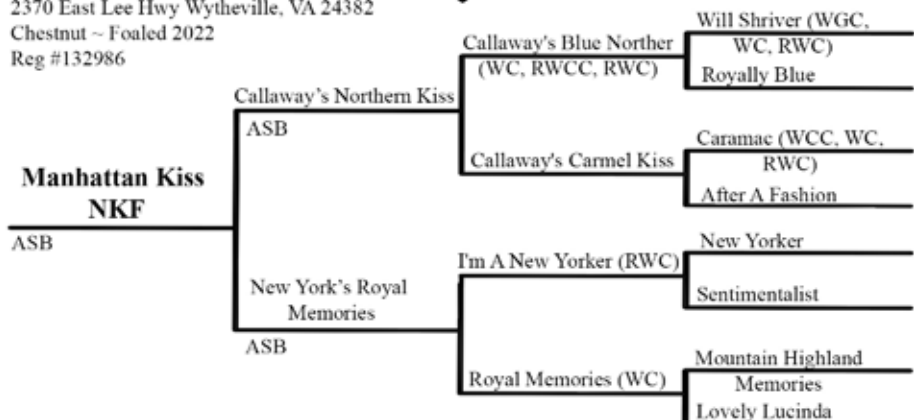 2370 East Lee Hwy Wytheville, VA 24382
Chestnut ~ Foaled 2022
Reg #132986
Manhattan Kiss
NKF
ASB
Callaway's Northern Kiss
ASB
New York's Royal
Memories
ASB
Callaway's Blue Norther
(WC, RWCC, RWC)
Callaway's Carmel Kiss
I'm A New Yorker (RWC)
Royal Memories (WC)
Will Shriver (WGC,
WC, RWC)
Royally Blue
Caramac (WCC, WC,
RWC)
After A Fashion
New Yorker
Sentimentalist
Mountain Highland
Memories
Lovely Lucinda